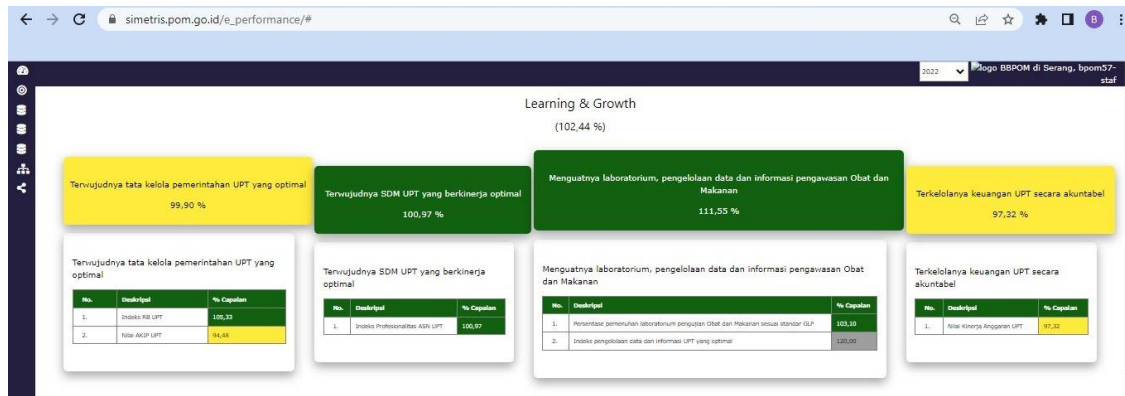 simetris.pom.go.id/e_performance/#
B
2022
logo BBPOM di Serang, bpom57-
staf
Learning & Growth
(102,44 %)
Terwujudnya tata kelola pemerintahan UPT yang optimal
99,90 %
Terwujudnya SDM UPT yang berkinerja optimal
100,97 %
Menguatnya laboratorium, pengelolaan data dan informasi pengawasan Obat dan
Makanan
111,55 %
Terkelolanya keuangan UPT secara akuntabel
97,32 %
Terwujudnya tata kelola pemerintahan UPT yang
optimal
No. Deskripsi % Capaian
1. Indeks RB UPT 105,33
2. Nilai AKIP UPT 94,48
Terwujudnya SDM UPT yang berkinerja
optimal
No. Deskripsi % Capaian
1. Indeks Profesionalitas ASN UPT 100,97
Menguatnya laboratorium, pengelolaan data dan informasi pengawasan Obat
dan Makanan
No. Deskripsi % Capaian
1. Persentase pemenuhan laboratorium pengujian Obat dan Makanan sesuai standar GLP 103,10
2. Indeks pengelolaan data dan informasi UPT yang optimal 120,00
Terkelolanya keuangan UPT secara
akuntabel
No. Deskripsi % Capaian
1. Nilai Kinerja Anggaran UPT 97,32